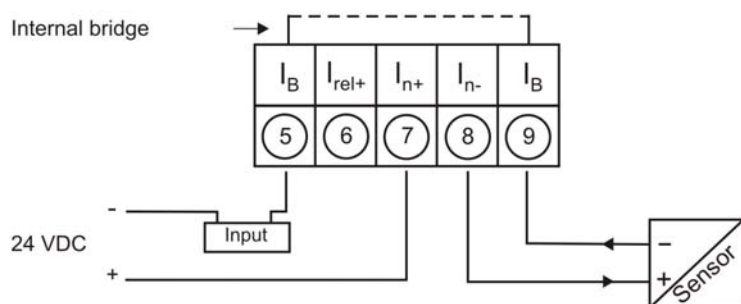 Internal bridge
I_B I_rel+ I_n+ I_n- I_B
5 6 7 8 9
-
Input
24 VDC
+
-
+
Sensor